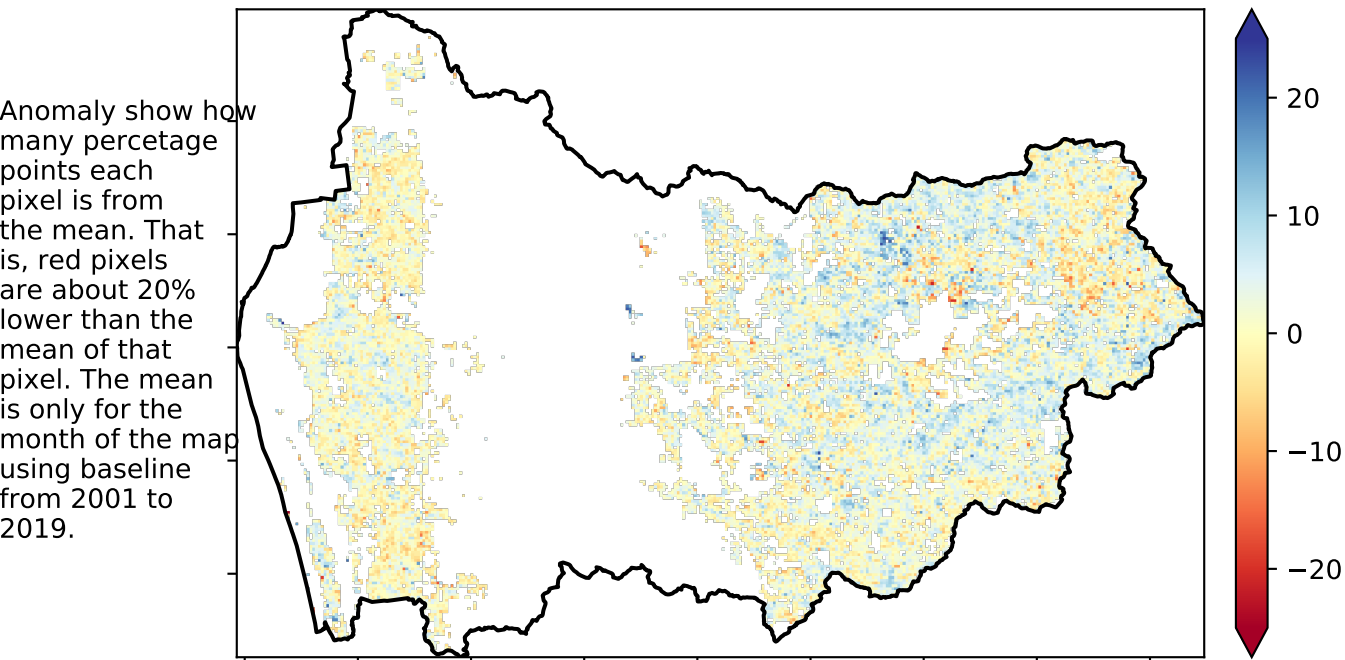 Anomaly show how
many percetage
points each
pixel is from
the mean. That
is, red pixels
are about 20%
lower than the
mean of that
pixel. The mean
is only for the
month of the map
using baseline
from 2001 to
2019.
20
10
0
−10
−20